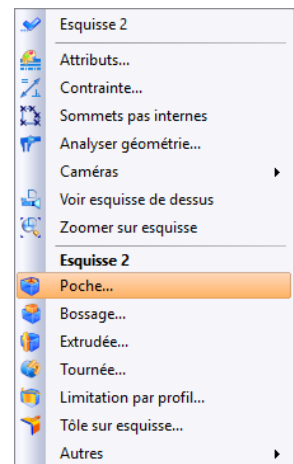 Esquisse 2
Attributs...
Contrainte...
Sommets pas internes
Analyser géométrie...
Caméras
Voir esquisse de dessus
Zoomer sur esquisse
Esquisse 2
Poche...
Bossage...
Extrudée...
Tournée...
Limitation par profil...
Tôle sur esquisse...
Autres